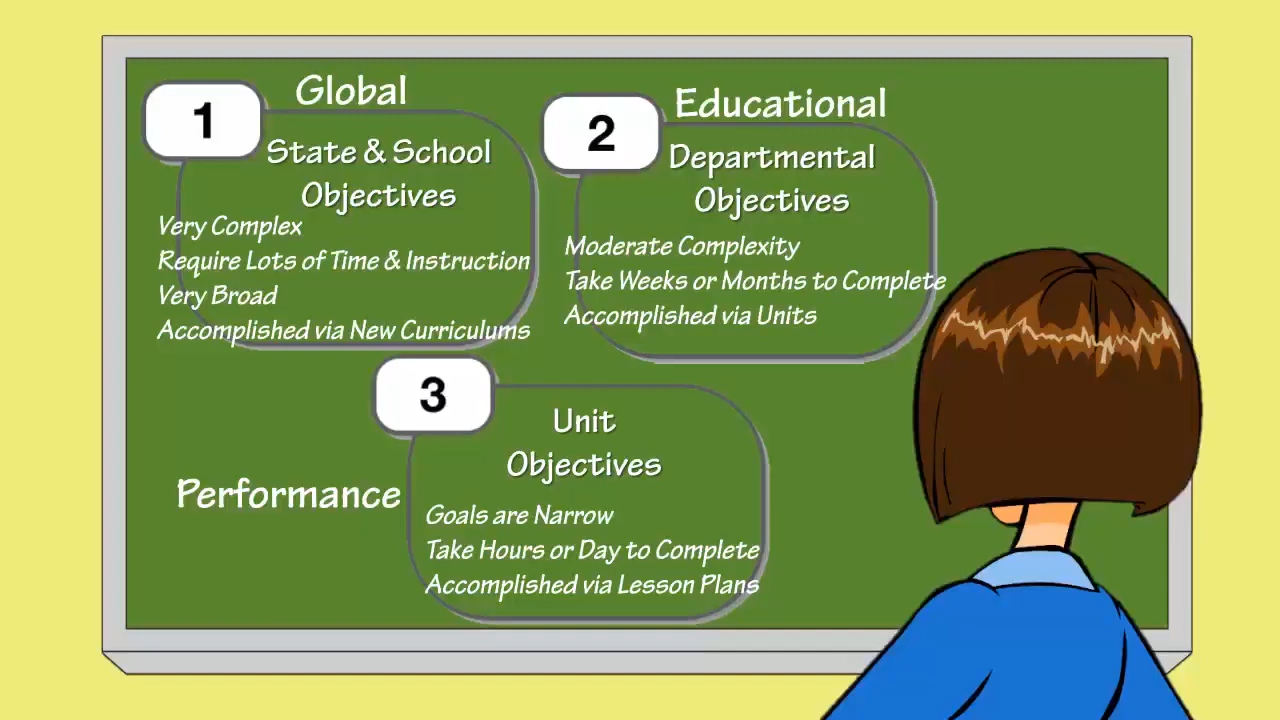 1
Global
State & School
Objectives
Very Complex
Require Lots of Time & Instruction
Very Broad
Accomplished via New Curriculums
2
Educational
Departmental
Objectives
Moderate Complexity
Take Weeks or Months to Complete
Accomplished via Units
3
Performance
Unit
Objectives
Goals are Narrow
Take Hours or Day to Complete
Accomplished via Lesson Plans